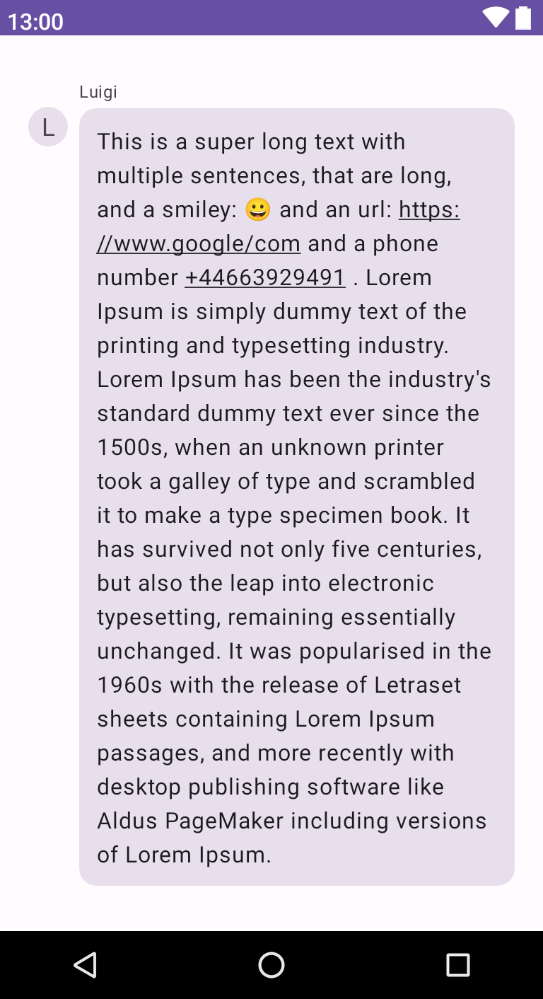 13:00
Luigi
L
This is a super long text with
multiple sentences, that are long,
and a smiley: 😀 and an url: https:
//www.google/com and a phone
number +44663929491 . Lorem
Ipsum is simply dummy text of the
printing and typesetting industry.
Lorem Ipsum has been the industry's
standard dummy text ever since the
1500s, when an unknown printer
took a galley of type and scrambled
it to make a type specimen book. It
has survived not only five centuries,
but also the leap into electronic
typesetting, remaining essentially
unchanged. It was popularised in the
1960s with the release of Letraset
sheets containing Lorem Ipsum
passages, and more recently with
desktop publishing software like
Aldus PageMaker including versions
of Lorem Ipsum.